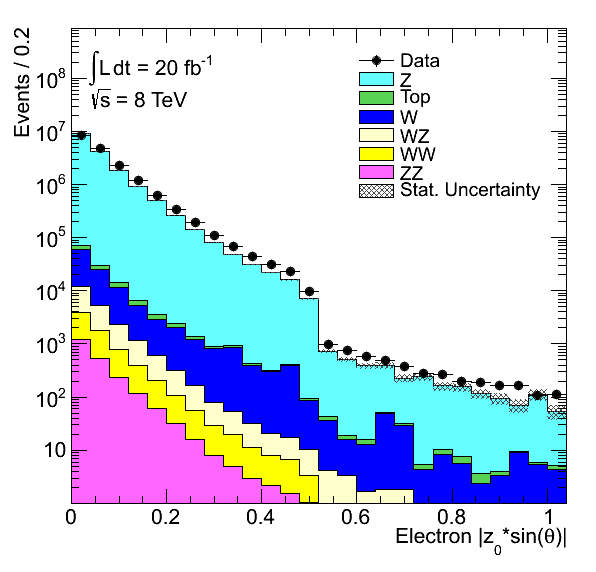 Events / 0.2
∫L dt = 20 fb⁻¹
√s = 8 TeV
Data
Z
Top
W
WZ
WW
ZZ
Stat. Uncertainty
10⁸
10⁷
10⁶
10⁵
10⁴
10³
10²
10
0 0.2 0.4 0.6 0.8 1
Electron |z₀*sin(θ)|